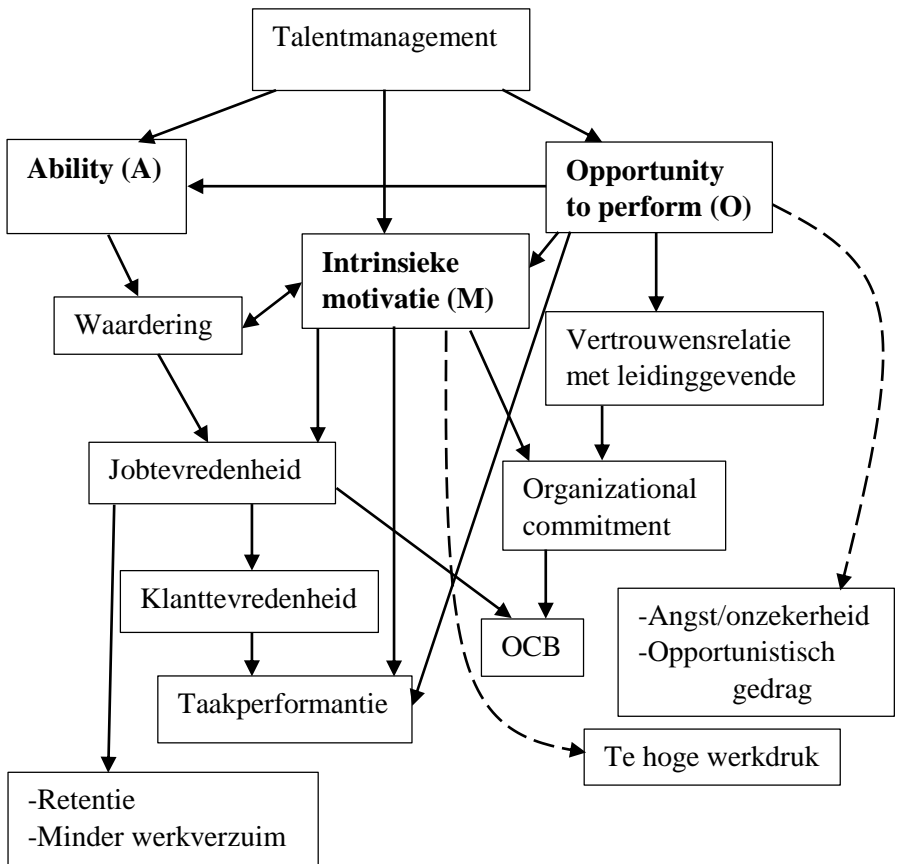 Talentmanagement
Ability (A)
Opportunity
to perform (O)
Intrinsieke
motivatie (M)
Waardering
Vertrouwensrelatie
met leidinggevende
Jobtevredenheid
Organizational
commitment
Klanttevredenheid
-Angst/onzekerheid
-Opportunistisch
gedrag
OCB
Taakperformantie
Te hoge werkdruk
-Retentie
-Minder werkverzuim